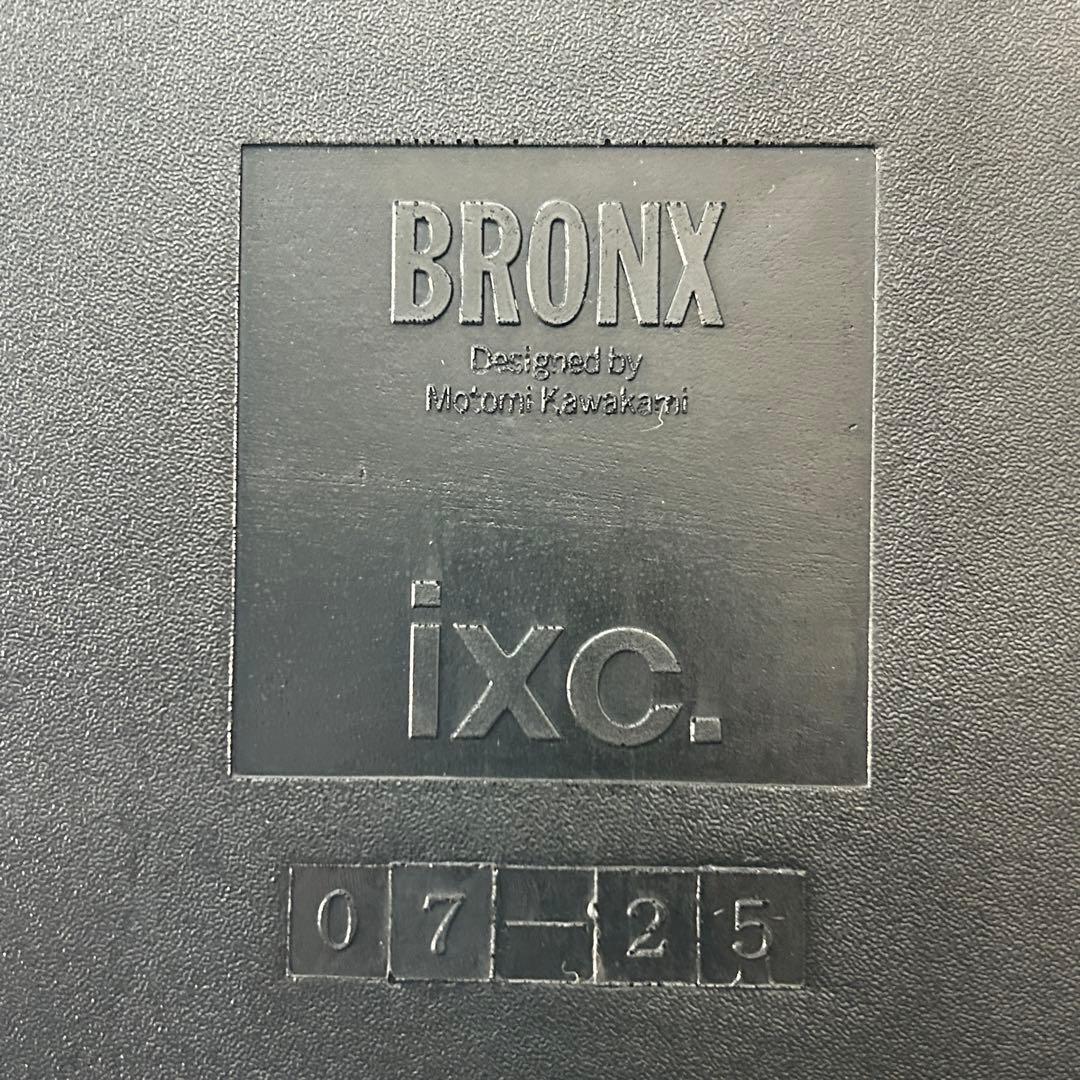 BRONX
Designed by
Motomi Kawakami
ixc.
07-25